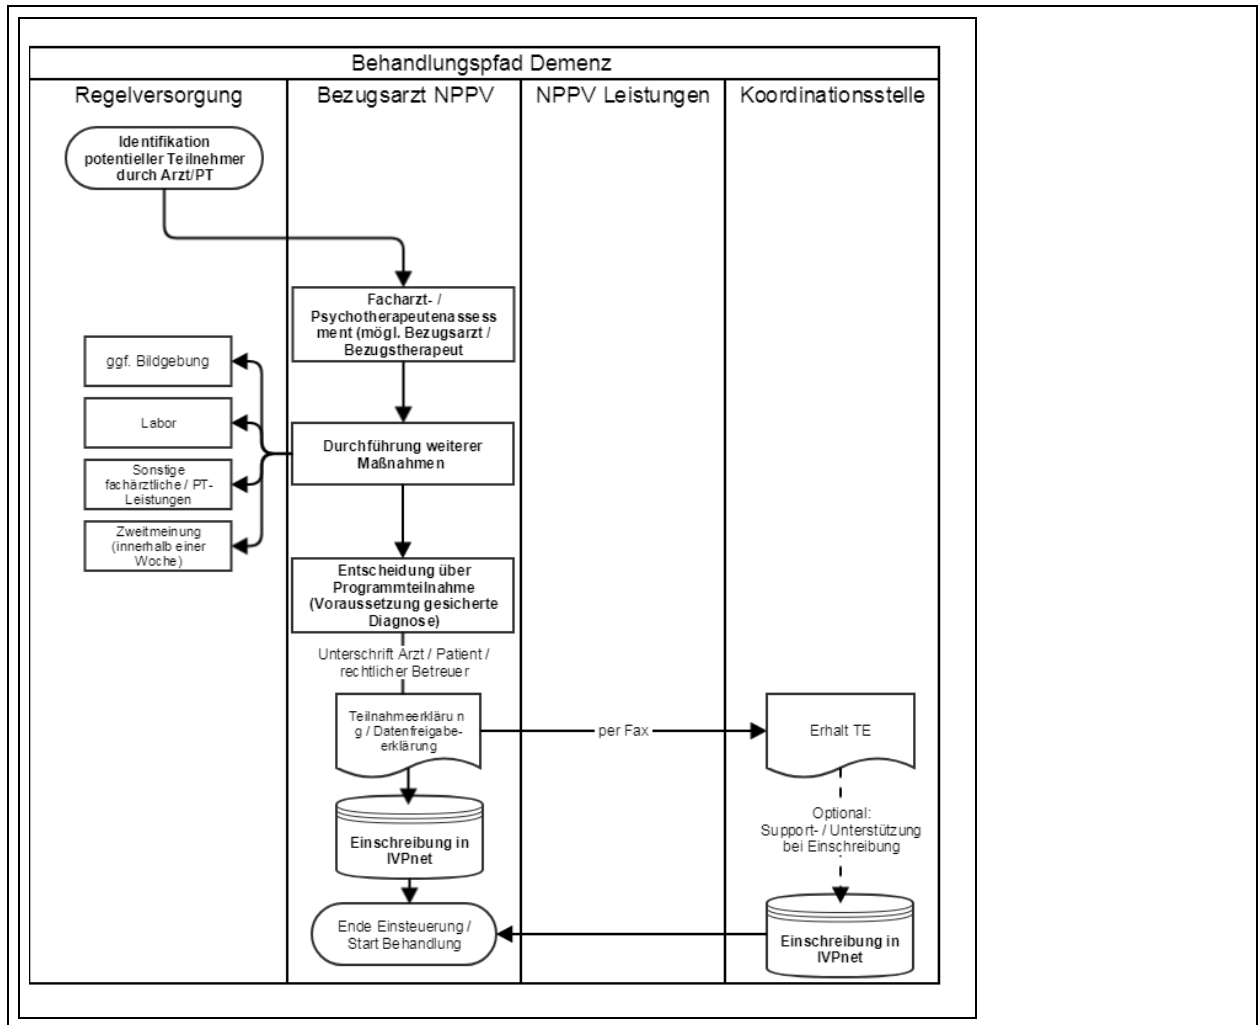 Behandlungspfad Demenz
Regelversorgung
Bezugsarzt NPPV
NPPV Leistungen
Koordinationsstelle
Identifikation
potentieller Teilnehmer
durch Arzt/PT
Facharzt- /
Psychotherapeutenassess
ment (mögl. Bezugsarzt /
Bezugstherapeut
ggf. Bildgebung
Labor
Sonstige
fachärztliche / PT-
Leistungen
Zweitmeinung
(innerhalb einer
Woche)
Durchführung weiterer
Maßnahmen
Entscheidung über
Programmteilnahme
(Voraussetzung gesicherte
Diagnose)
Unterschrift Arzt / Patient /
rechtlicher Betreuer
Teilnahmeerkläru n
g / Datenfreigabe-
erklärung
per Fax
Erhalt TE
Optional:
Support- / Unterstützung
bei Einschreibung
Einschreibung in
IVPnet
Ende Einsteuerung /
Start Behandlung
Einschreibung in
IVPnet